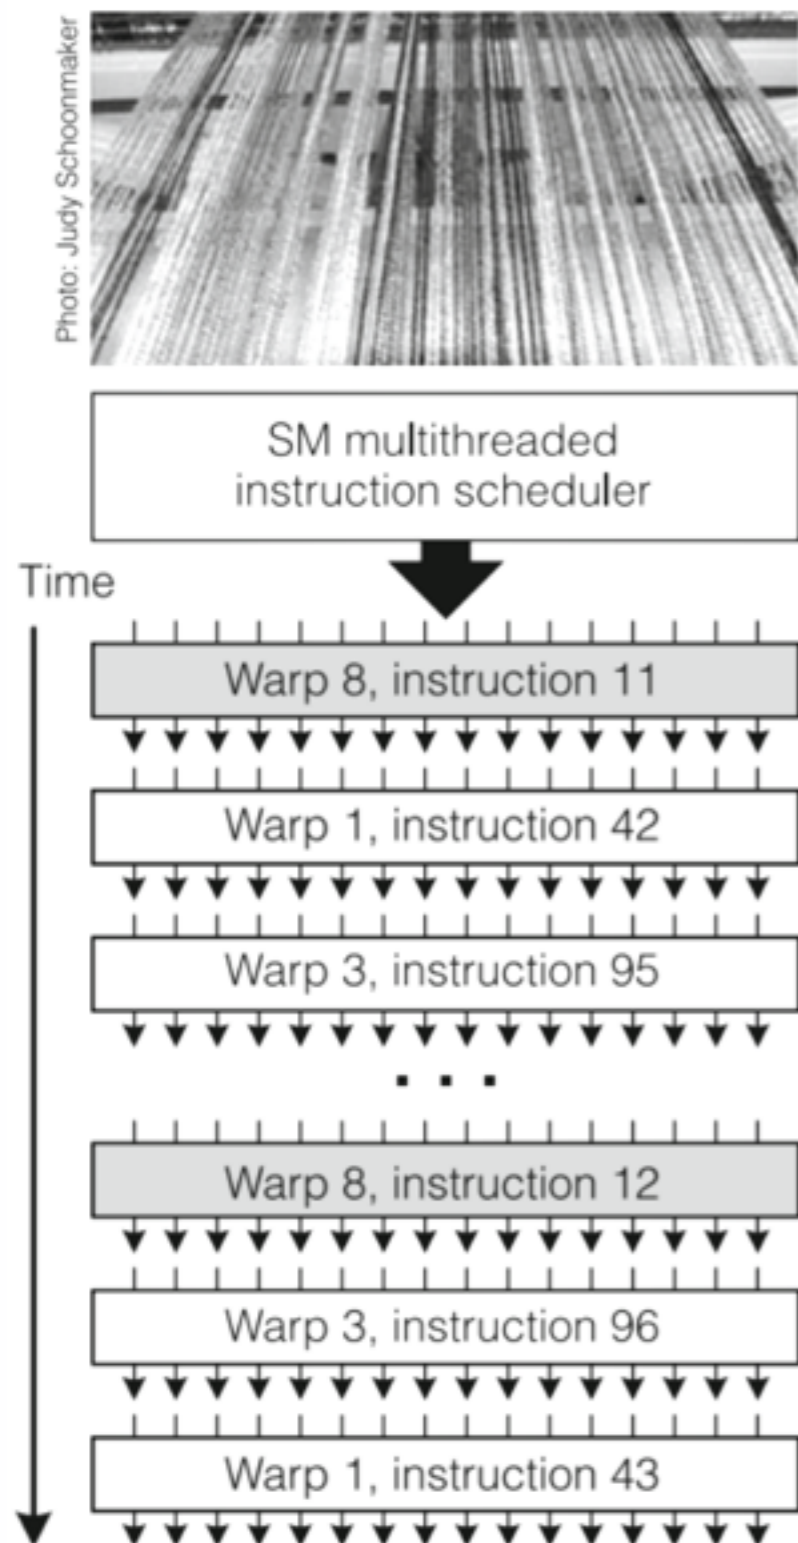 Photo: Judy Schoonmaker
SM multithreaded
instruction scheduler
Time
Warp 8, instruction 11
Warp 1, instruction 42
Warp 3, instruction 95
. . .
Warp 8, instruction 12
Warp 3, instruction 96
Warp 1, instruction 43